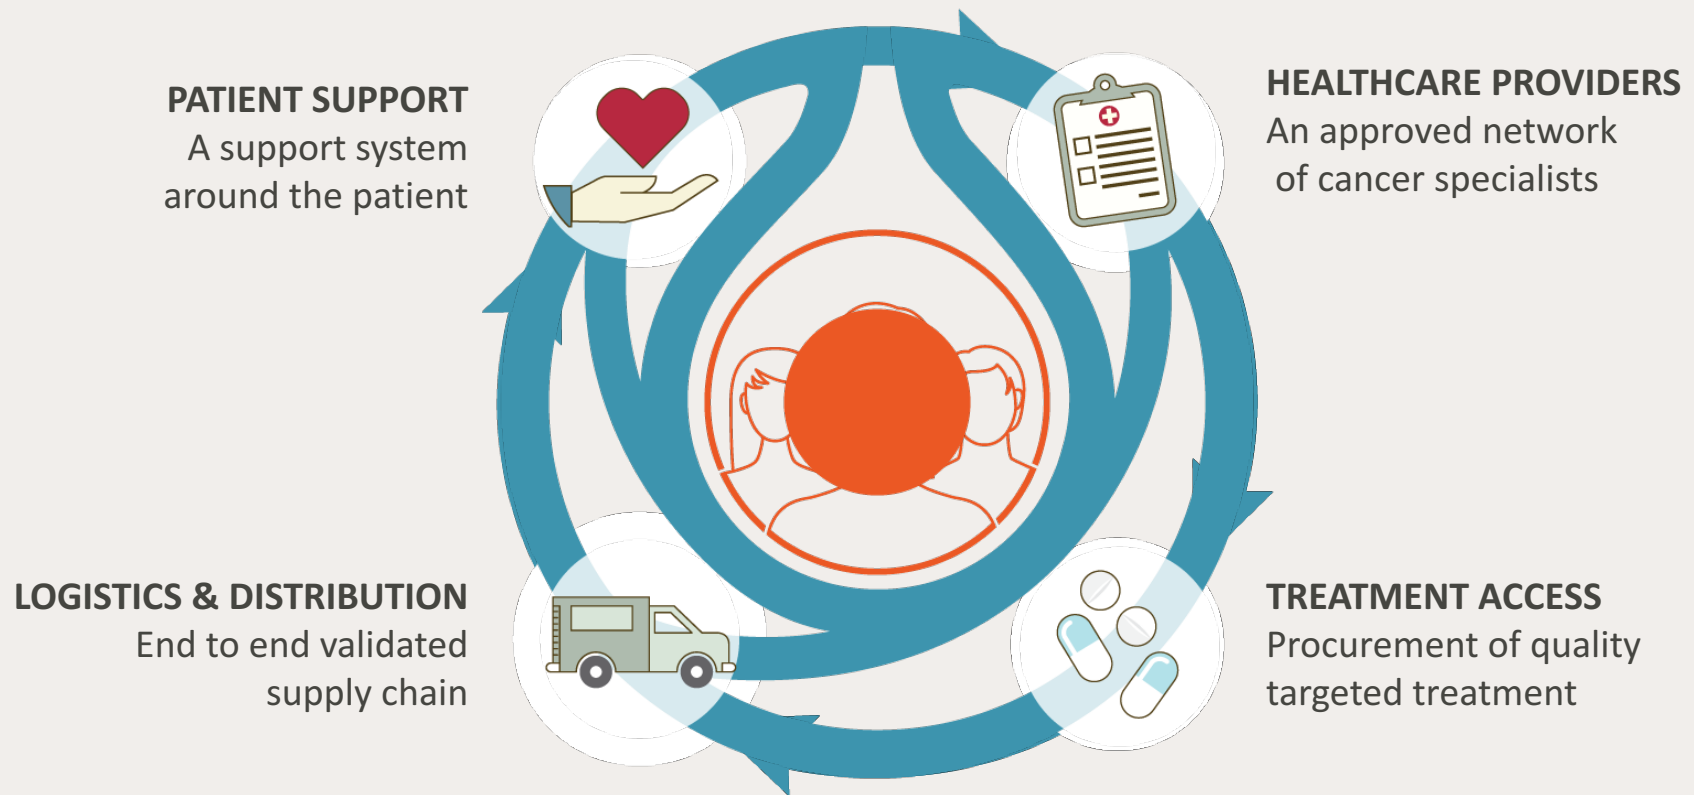 PATIENT SUPPORT
A support system
around the patient
HEALTHCARE PROVIDERS
An approved network
of cancer specialists
LOGISTICS & DISTRIBUTION
End to end validated
supply chain
TREATMENT ACCESS
Procurement of quality
targeted treatment